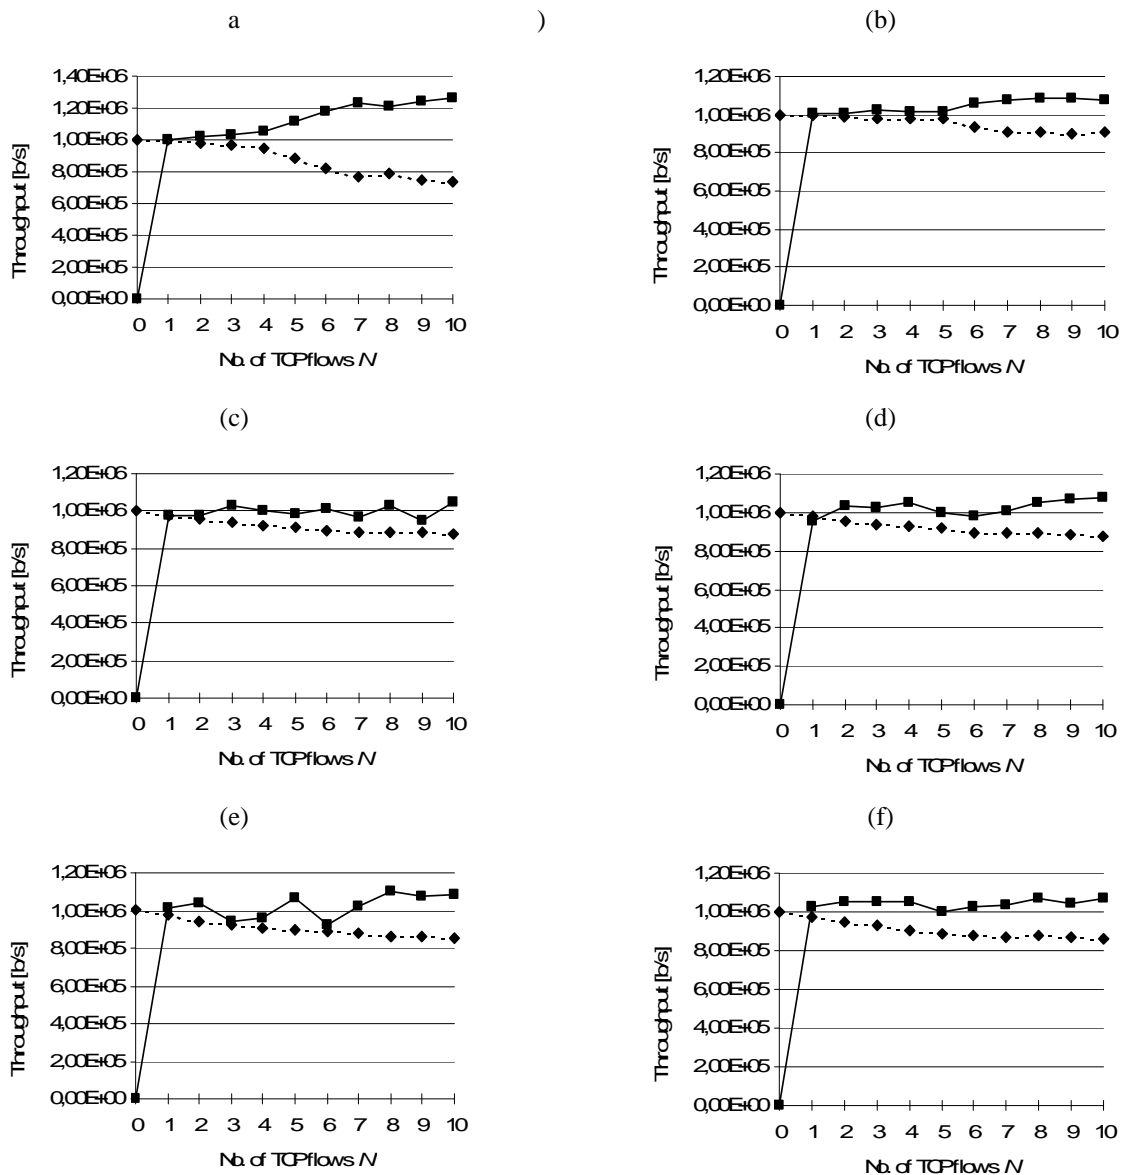 a ) (b)
1,40E+06
1,20E+06
1,00E+06
8,00E+05
6,00E+05
4,00E+05
2,00E+05
0,00E+00
Throughput [b/s]
0 1 2 3 4 5 6 7 8 9 10
No. of TCP flows N
1,20E+06
1,00E+06
8,00E+05
6,00E+05
4,00E+05
2,00E+05
0,00E+00
Throughput [b/s]
0 1 2 3 4 5 6 7 8 9 10
No. of TCP flows N
(c) (d)
1,20E+06
1,00E+06
8,00E+05
6,00E+05
4,00E+05
2,00E+05
0,00E+00
Throughput [b/s]
0 1 2 3 4 5 6 7 8 9 10
No. of TCP flows N
1,20E+06
1,00E+06
8,00E+05
6,00E+05
4,00E+05
2,00E+05
0,00E+00
Throughput [b/s]
0 1 2 3 4 5 6 7 8 9 10
No. of TCP flows N
(e) (f)
1,20E+06
1,00E+06
8,00E+05
6,00E+05
4,00E+05
2,00E+05
0,00E+00
Throughput [b/s]
0 1 2 3 4 5 6 7 8 9 10
No. of TCP flows N
1,20E+06
1,00E+06
8,00E+05
6,00E+05
4,00E+05
2,00E+05
0,00E+00
Throughput [b/s]
0 1 2 3 4 5 6 7 8 9 10
No. of TCP flows N